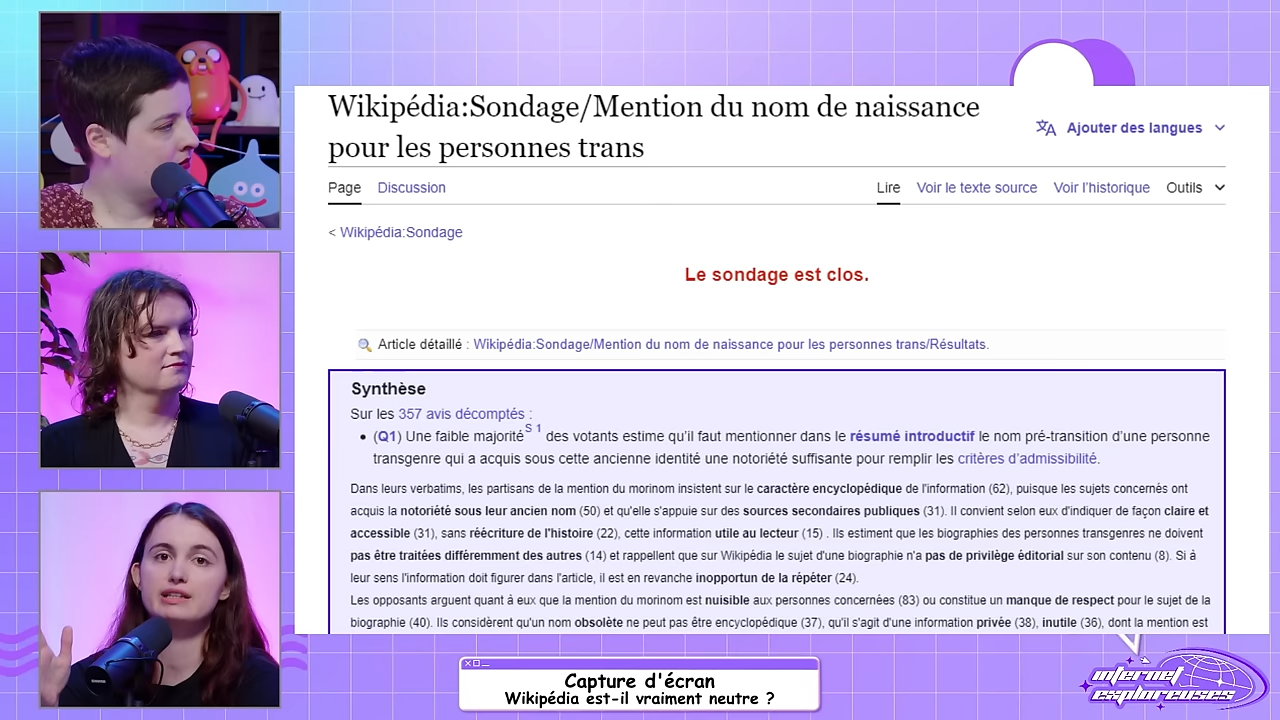 Wikipédia:Sondage/Mention du nom de naissance
pour les personnes trans
Ajouter des langues
Page Discussion Lire Voir le texte source Voir l'historique Outils
< Wikipédia:Sondage
Le sondage est clos.
Article détaillé : Wikipédia:Sondage/Mention du nom de naissance pour les personnes trans/Résultats.
Synthèse
Sur les 357 avis décomptés :
• (Q1) Une faible majorité S 1 des votants estime qu'il faut mentionner dans le résumé introductif le nom pré-transition d'une personne
transgenre qui a acquis sous cette ancienne identité une notoriété suffisante pour remplir les critères d'admissibilité.
Dans leurs verbatims, les partisans de la mention du morinom insistent sur le caractère encyclopédique de l'information (62), puisque les sujets concernés ont
acquis la notoriété sous leur ancien nom (50) et qu'elle s'appuie sur des sources secondaires publiques (31). Il convient selon eux d'indiquer de façon claire et
accessible (31), sans réécriture de l'histoire (22), cette information utile au lecteur (15) . Ils estiment que les biographies des personnes transgenres ne doivent
pas être traitées différemment des autres (14) et rappellent que sur Wikipédia le sujet d'une biographie n'a pas de privilège éditorial sur son contenu (8). Si à
leur sens l'information doit figurer dans l'article, il est en revanche inopportun de la répéter (24).
Les opposants arguent quant à eux que la mention du morinom est nuisible aux personnes concernées (83) ou constitue un manque de respect pour le sujet de la
biographie (40). Ils considèrent qu'un nom obsolète ne peut pas être encyclopédique (37), qu'il s'agit d'une information privée (38), inutile (36), dont la mention est
Capture d'écran
Wikipédia est-il vraiment neutre ?
internet
exploreuses